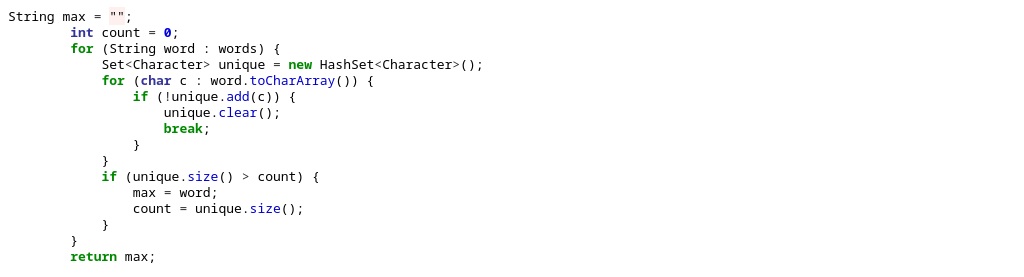 String max = "";
        int count = 0;
        for (String word : words) {
            Set<Character> unique = new HashSet<Character>();
            for (char c : word.toCharArray()) {
                if (!unique.add(c)) {
                    unique.clear();
                    break;
                }
            }
            if (unique.size() > count) {
                max = word;
                count = unique.size();
            }
        }
        return max;